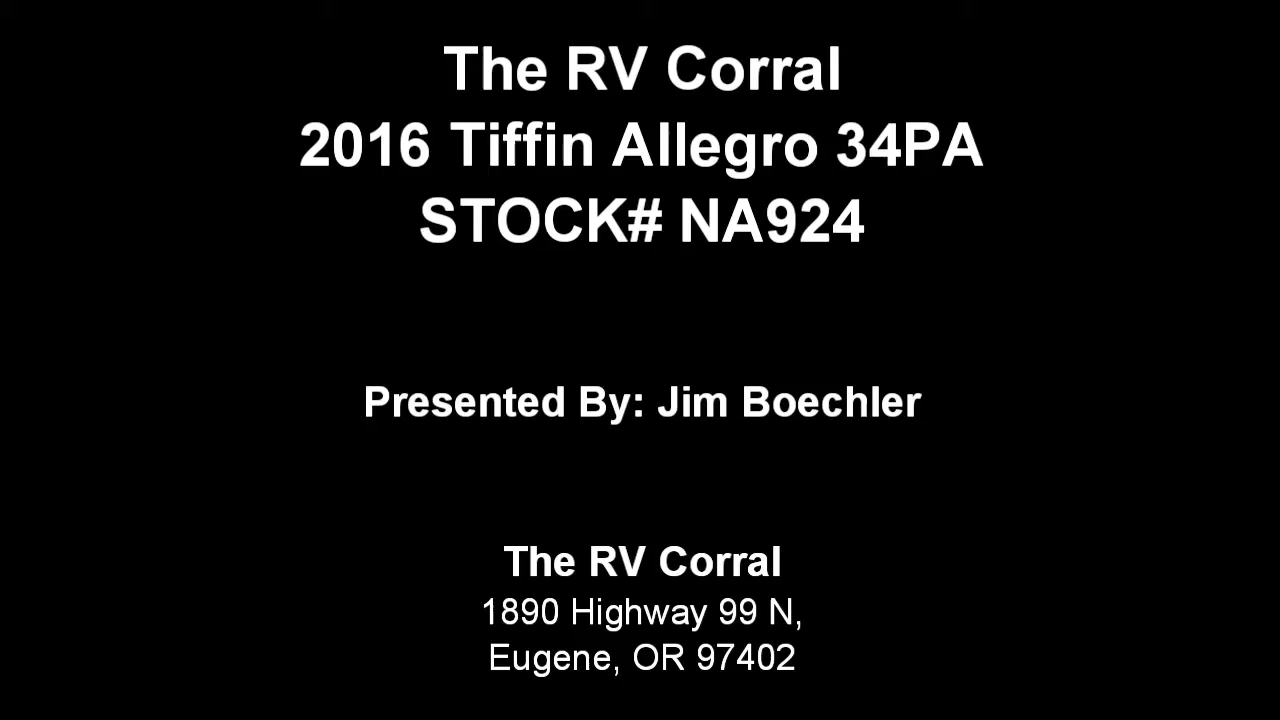 The RV Corral
2016 Tiffin Allegro 34PA
STOCK# NA924
Presented By: Jim Boechler
The RV Corral
1890 Highway 99 N,
Eugene, OR 97402